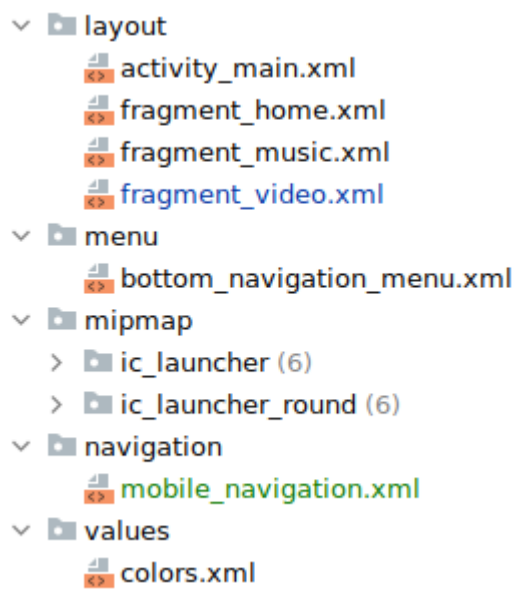 layout
activity_main.xml
fragment_home.xml
fragment_music.xml
fragment_video.xml
menu
bottom_navigation_menu.xml
mipmap
ic_launcher (6)
ic_launcher_round (6)
navigation
mobile_navigation.xml
values
colors.xml